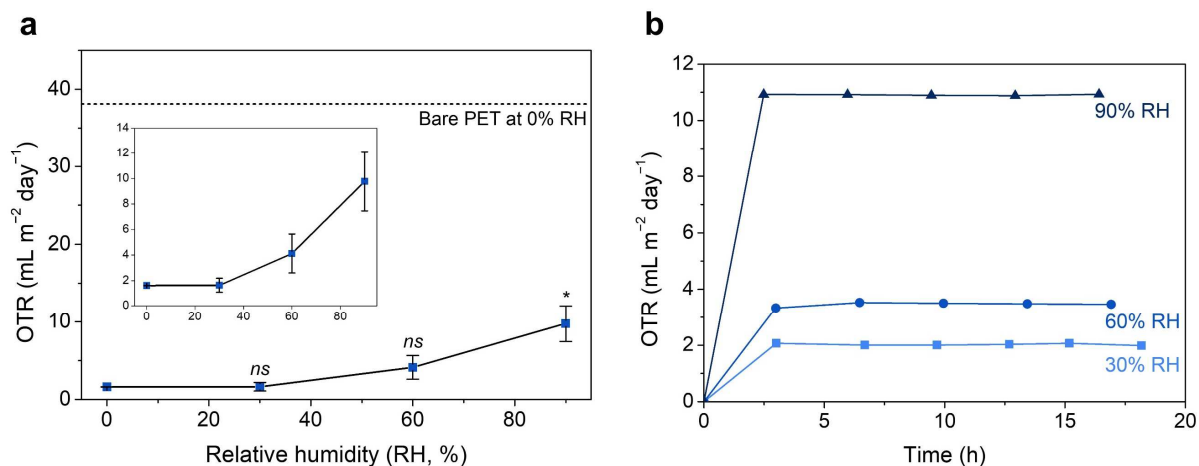 a
OTR (mL m⁻² day⁻¹)
40
30
20
10
0
Bare PET at 0% RH
14
12
10
8
6
4
2
0
0 20 40 60 80
ns
ns
*
0 20 40 60 80
Relative humidity (RH, %)
b
OTR (mL m⁻² day⁻¹)
12
10
8
6
4
2
0
90% RH
60% RH
30% RH
0 5 10 15 20
Time (h)